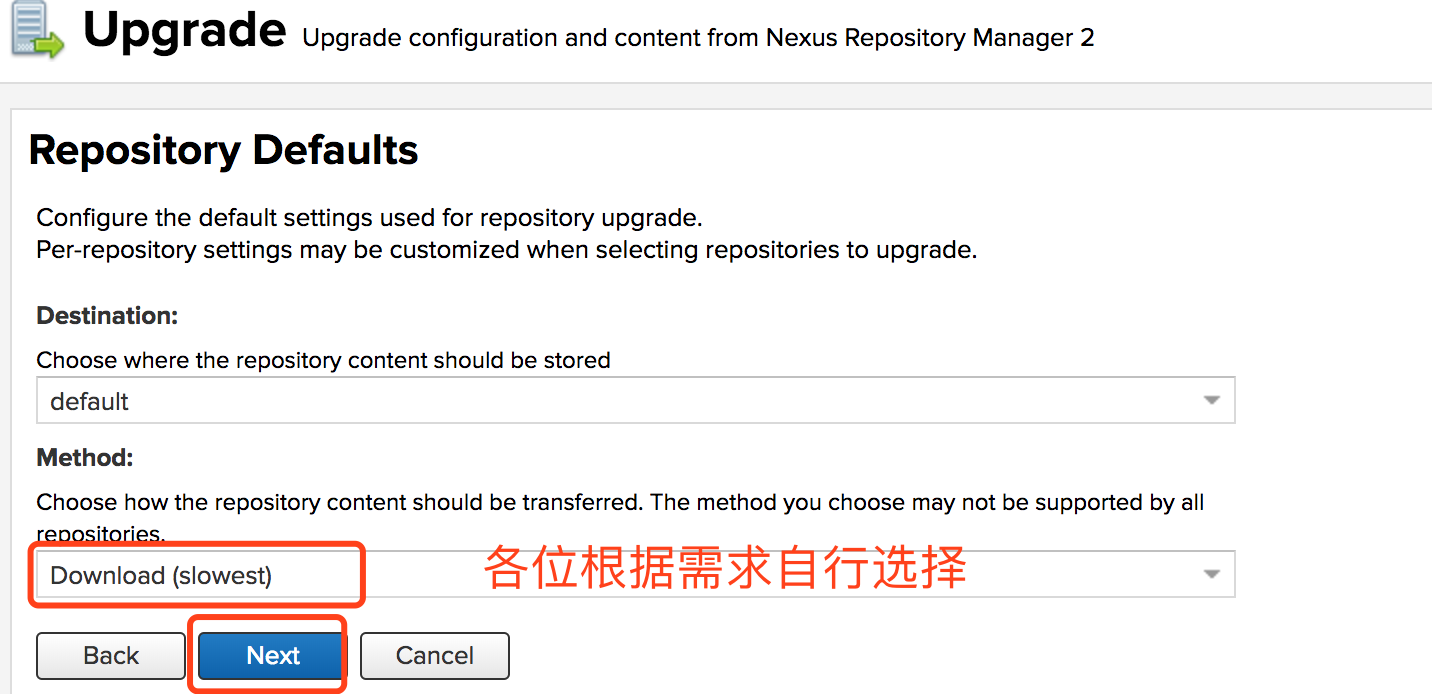 Upgrade Upgrade configuration and content from Nexus Repository Manager 2
Repository Defaults
Configure the default settings used for repository upgrade.
Per-repository settings may be customized when selecting repositories to upgrade.
Destination:
Choose where the repository content should be stored
default
Method:
Choose how the repository content should be transferred. The method you choose may not be supported by all
repositories.
Download (slowest)
各位根据需求自行选择
Back Next Cancel